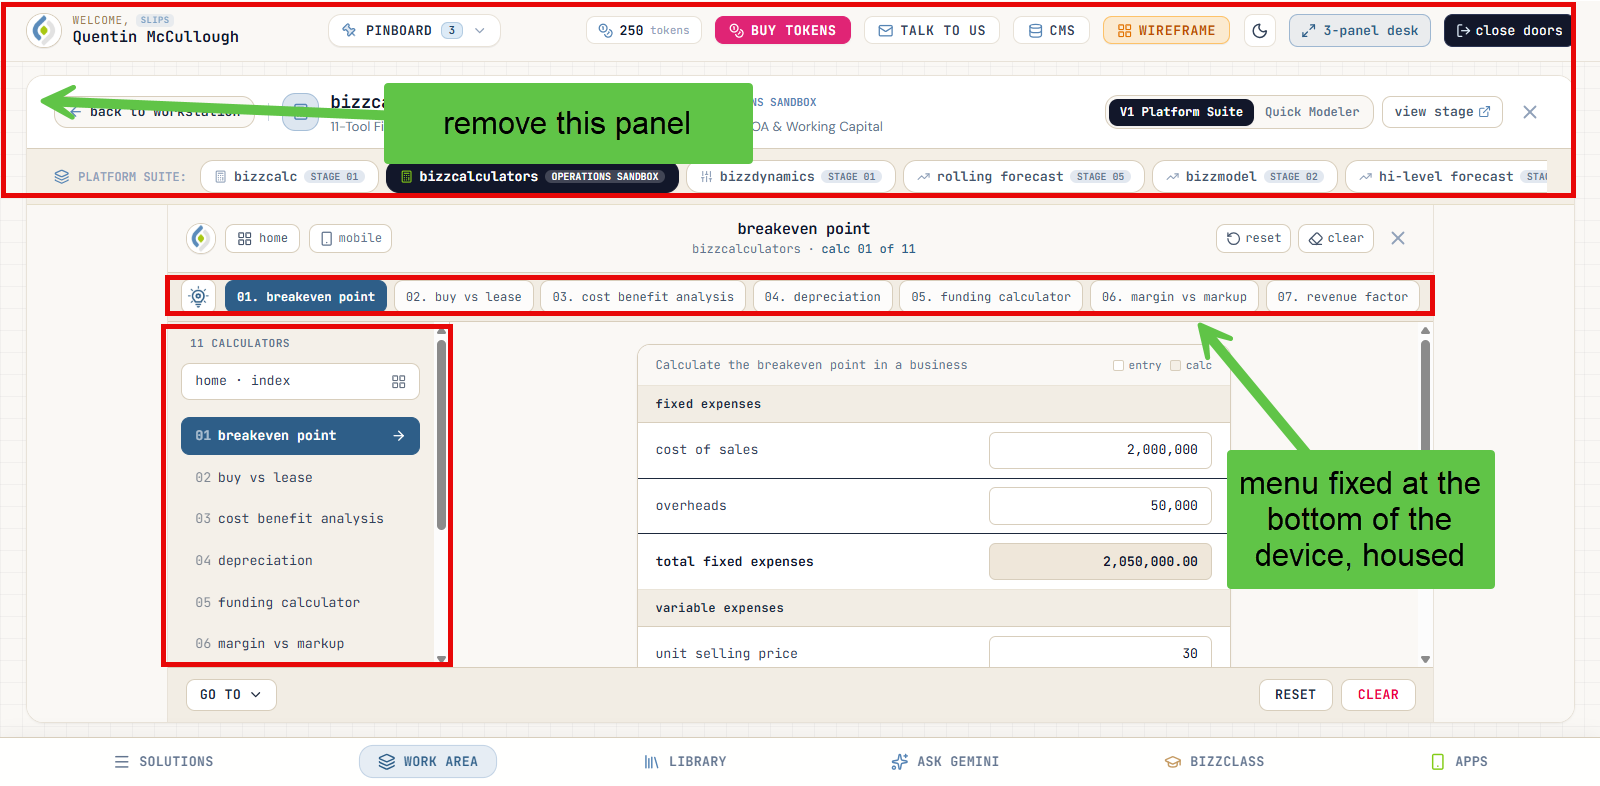 WELCOME, SLIPS
Quentin McCullough
PINBOARD 3
250 tokens
BUY TOKENS
TALK TO US
CMS
WIREFRAME
3-panel desk
close doors
back to workstation
bizzca
NS SANDBOX
11-Tool Fi
OA & Working Capital
remove this panel
V1 Platform Suite
Quick Modeler
view stage
PLATFORM SUITE:
bizzcalc STAGE 01
bizzcalculators OPERATIONS SANDBOX
bizzdynamics STAGE 01
rolling forecast STAGE 05
bizzmodel STAGE 02
hi-level forecast STAG
home
mobile
breakeven point
bizzcalculators · calc 01 of 11
reset
clear
01. breakeven point
02. buy vs lease
03. cost benefit analysis
04. depreciation
05. funding calculator
06. margin vs markup
07. revenue factor
11 CALCULATORS
home · index
01 breakeven point
02 buy vs lease
03 cost benefit analysis
04 depreciation
05 funding calculator
06 margin vs markup
Calculate the breakeven point in a business
entry
calc
fixed expenses
cost of sales 2,000,000
overheads 50,000
total fixed expenses 2,050,000.00
variable expenses
unit selling price 30
menu fixed at the
bottom of the
device, housed
GO TO
RESET
CLEAR
SOLUTIONS
WORK AREA
LIBRARY
ASK GEMINI
BIZZCLASS
APPS